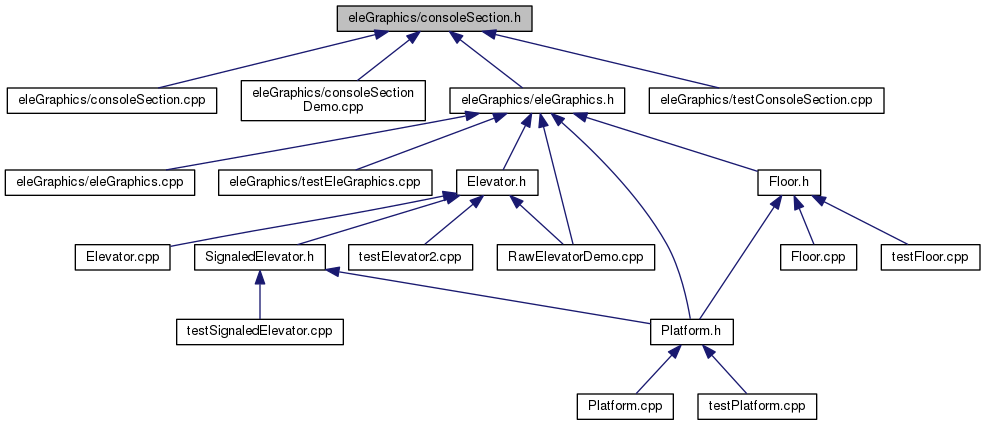 eleGraphics/consoleSection.h
eleGraphics/consoleSection.cpp
eleGraphics/consoleSection
Demo.cpp
eleGraphics/eleGraphics.h
eleGraphics/testConsoleSection.cpp
eleGraphics/eleGraphics.cpp
eleGraphics/testEleGraphics.cpp
Elevator.h
Floor.h
Elevator.cpp
SignaledElevator.h
testElevator2.cpp
RawElevatorDemo.cpp
Floor.cpp
testFloor.cpp
testSignaledElevator.cpp
Platform.h
Platform.cpp
testPlatform.cpp